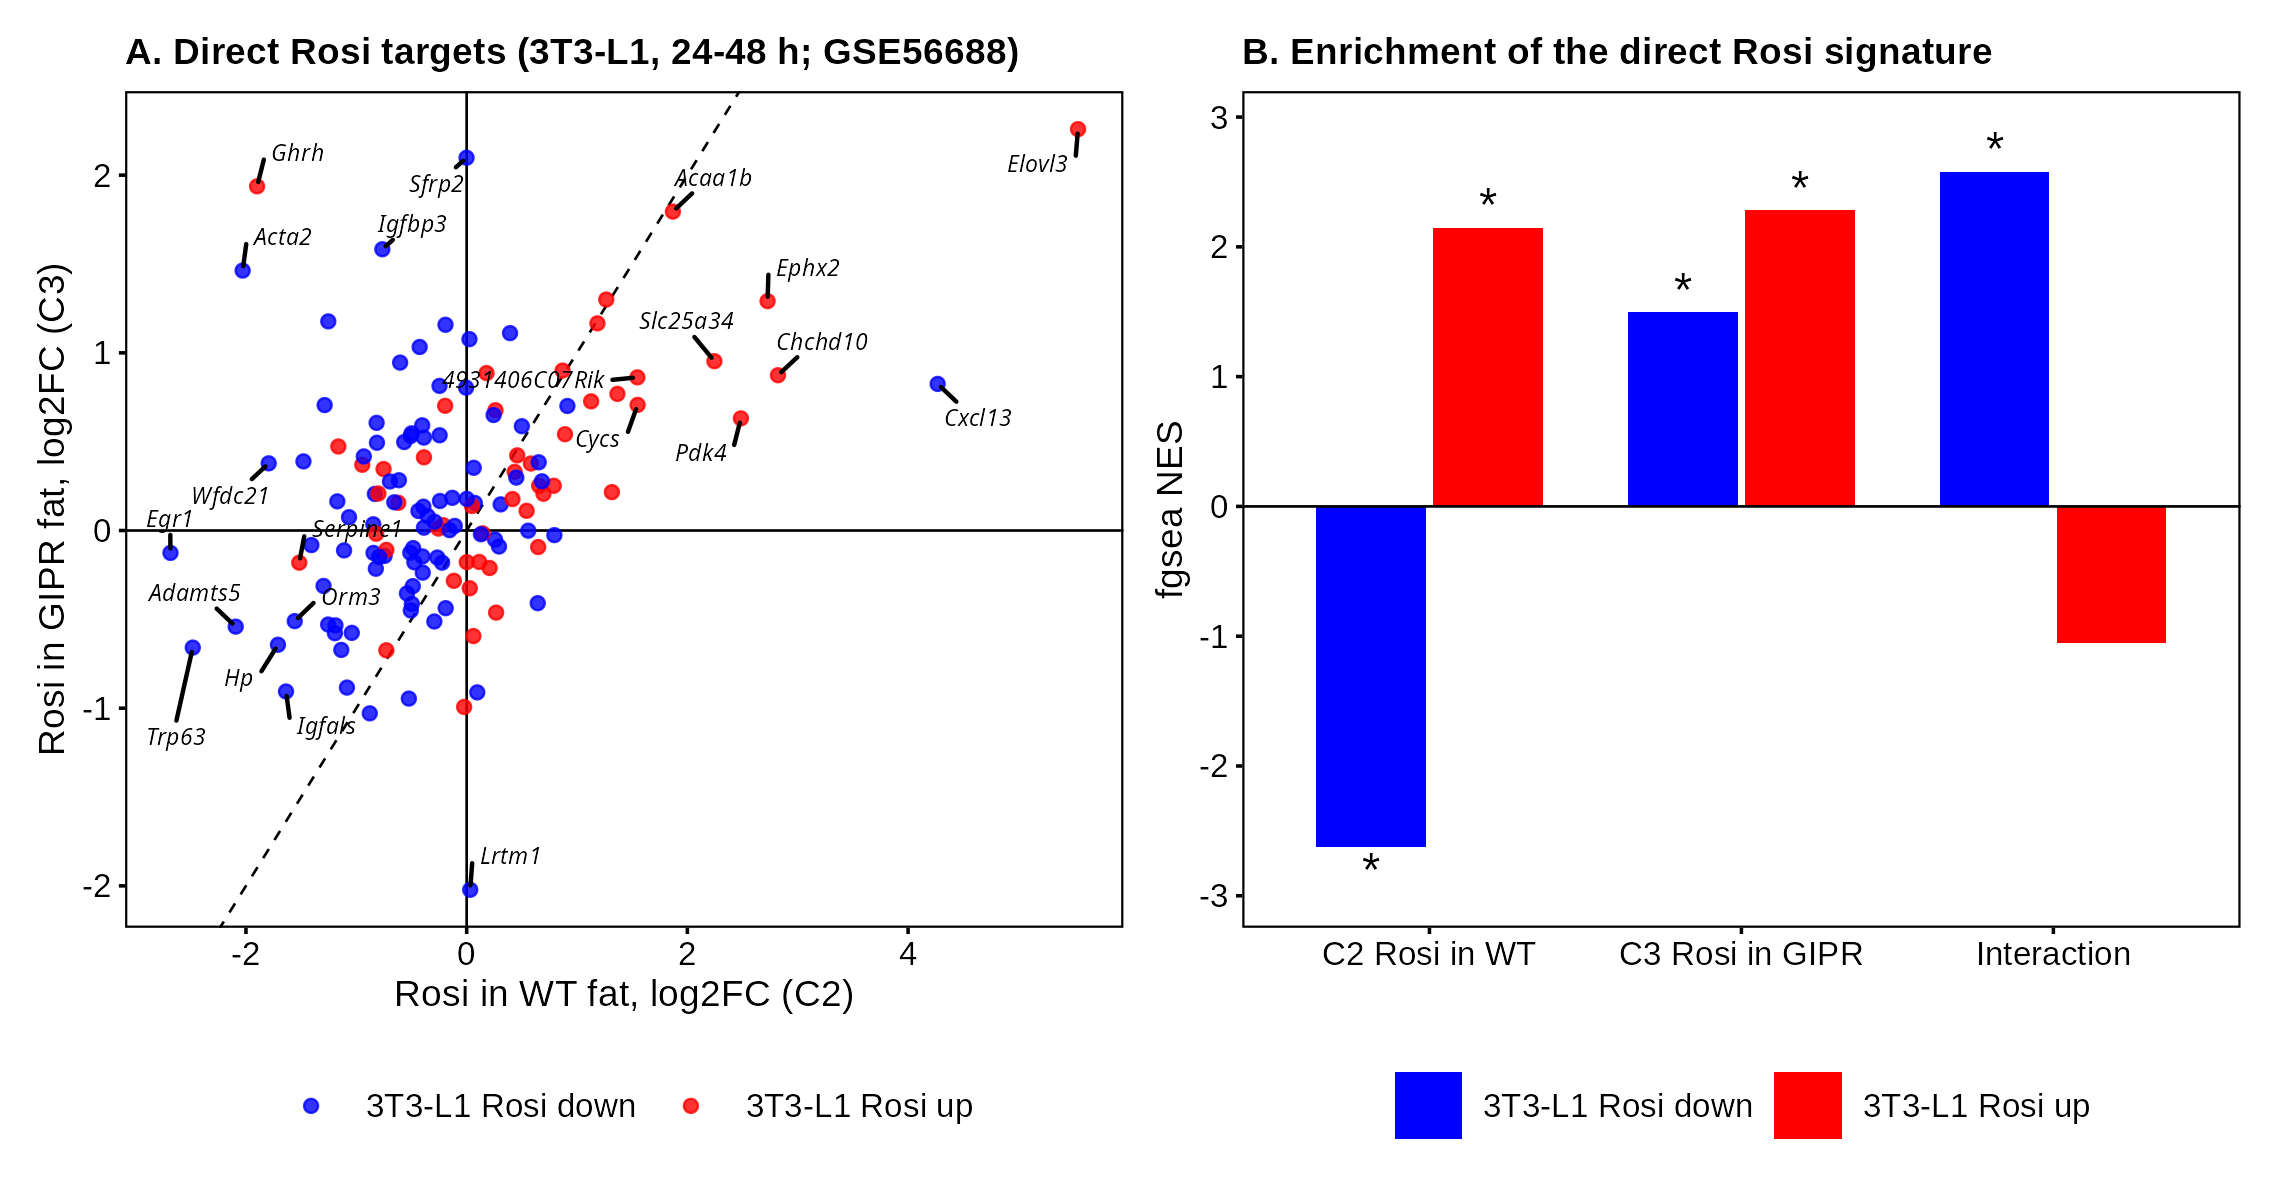 A. Direct Rosi targets (3T3-L1, 24-48 h; GSE56688)
Rosi in GIPR fat, log2FC (C3)
2
1
0
-1
-2
Ghrh
Sfrp2
Acta2
Igfbp3
Acaa1b
Elovl3
Ephx2
Slc25a34
Chchd10
4931406C07Rik
Cxcl13
Cycs
Pdk4
Wfdc21
Egr1
Serpine1
Adamts5
Orm3
Hp
Trp63
Igfals
Lrtm1
-2
0
2
4
Rosi in WT fat, log2FC (C2)
3T3-L1 Rosi down
3T3-L1 Rosi up
B. Enrichment of the direct Rosi signature
fgsea NES
3
2
1
0
-1
-2
-3
*
*
*
*
*
C2 Rosi in WT
C3 Rosi in GIPR
Interaction
3T3-L1 Rosi down
3T3-L1 Rosi up